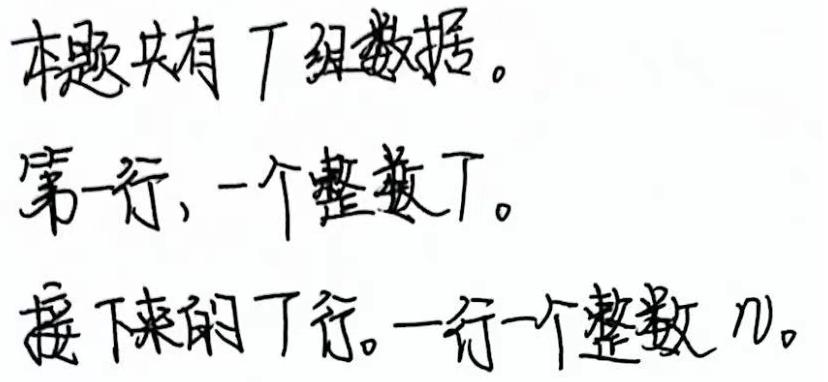 本题共有 T 组数据。
第一行、一个整数T。
接下来的 T 行。一行一个整数 n。